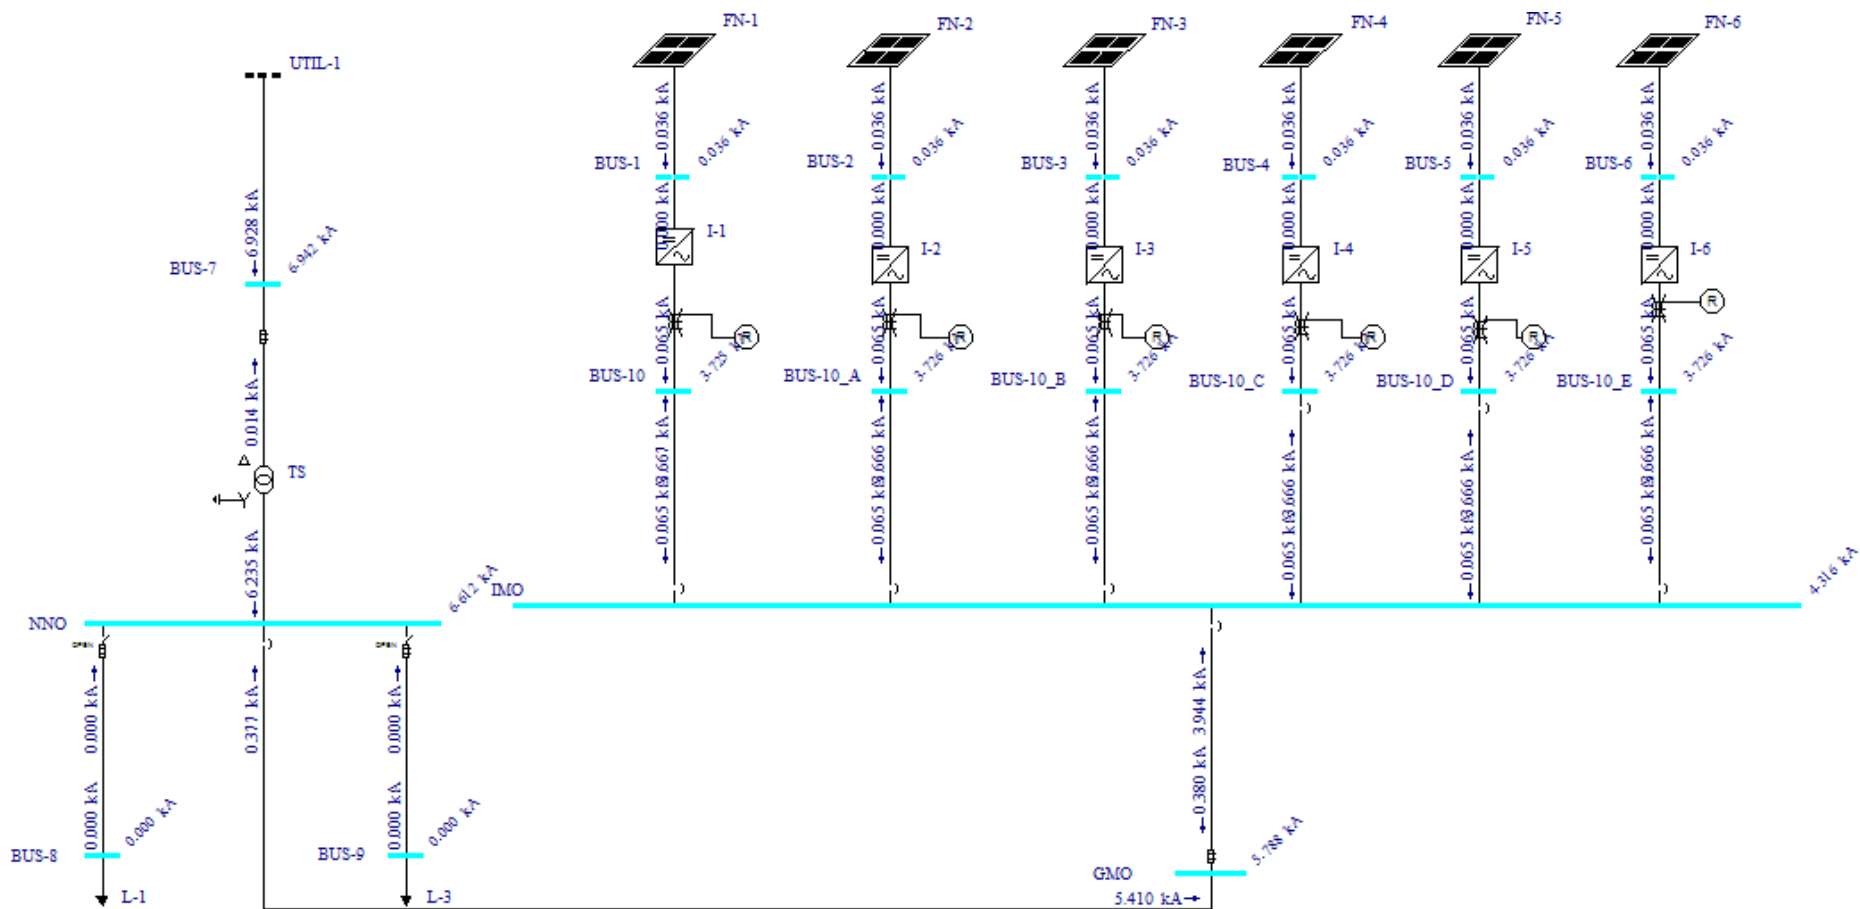 FN-1
FN-2
FN-3
FN-4
FN-5
FN-6
UTIL-1
0.036 kA
0.036 kA
0.036 kA
0.036 kA
0.036 kA
0.036 kA
BUS-1
0.036 kA
BUS-2
0.036 kA
BUS-3
0.036 kA
BUS-4
0.036 kA
BUS-5
0.036 kA
BUS-6
0.036 kA
6.928 kA
BUS-7
6.942 kA
0.000 kA
0.000 kA
0.000 kA
0.000 kA
0.000 kA
0.000 kA
I-1
I-2
I-3
I-4
I-5
I-6
R
R
R
R
R
R
0.065 kA
0.065 kA
0.065 kA
0.065 kA
0.065 kA
0.065 kA
BUS-10
3.725
BUS-10_A
3.726 kA
BUS-10_B
3.726 kA
BUS-10_C
3.726 kA
BUS-10_D
3.726 kA
BUS-10_E
3.726 kA
0.014 kA
TS
3.667 kA
3.666 kA
3.666 kA
3.666 kA
3.666 kA
3.666 kA
0.065 kA
0.065 kA
0.065 kA
0.065 kA
0.065 kA
0.065 kA
6.235 kA
6.612 kA
IMO
4.316 kA
NNO
OPEN
OPEN
0.000 kA
0.377 kA
0.000 kA
3.944 kA
0.380 kA
0.000 kA
0.000 kA
0.000 kA
0.000 kA
BUS-8
BUS-9
5.788 kA
GMO
L-1
L-3
5.410 kA